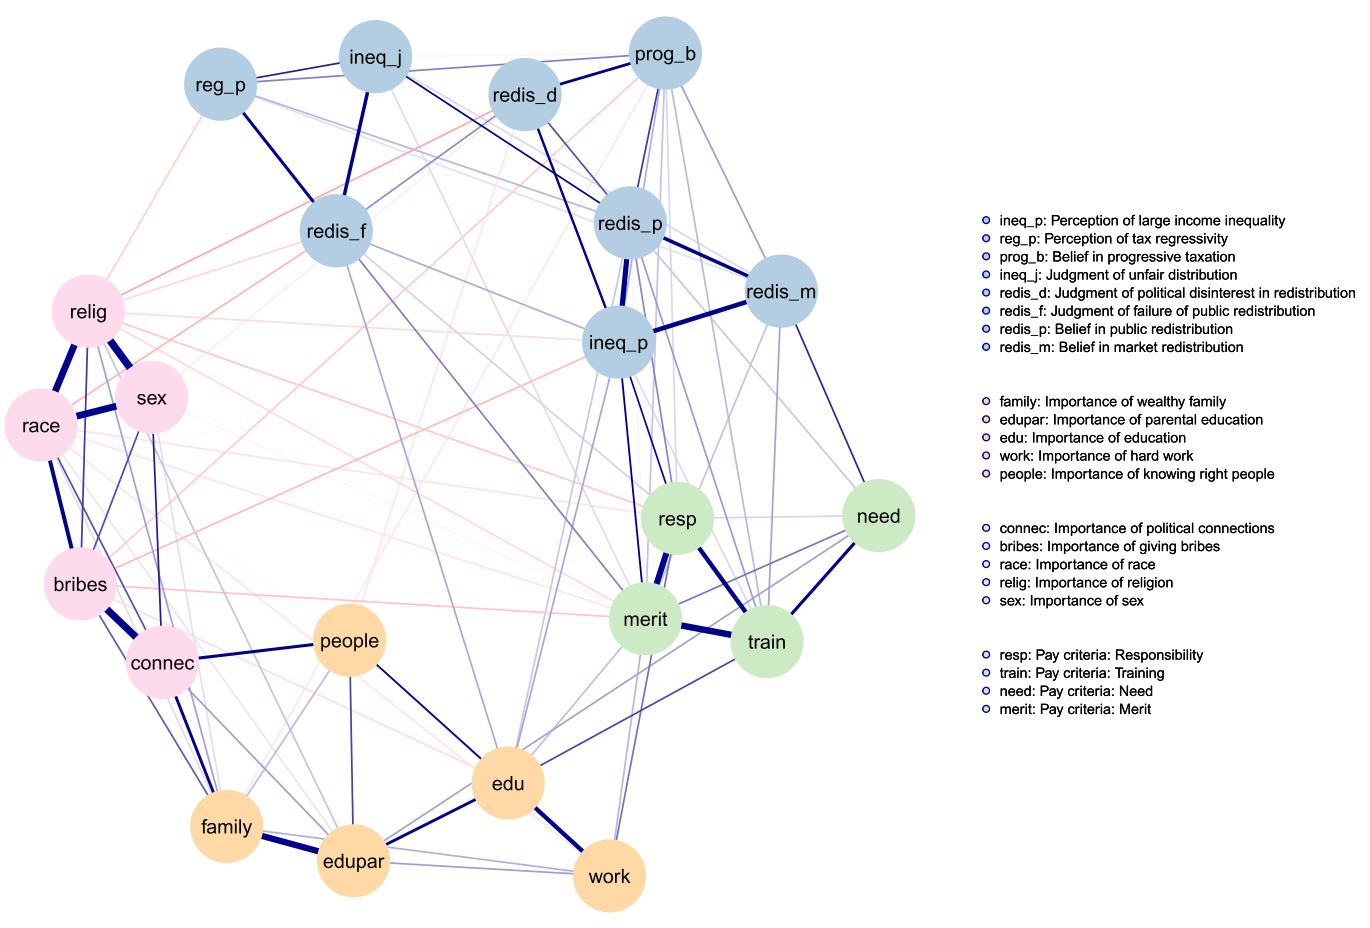 ineq_j
prog_b
reg_p
redis_d
redis_p
redis_f
redis_m
relig
ineq_p
sex
race
resp
need
bribes
merit
people
train
connec
edu
family
edupar
work
ineq_p: Perception of large income inequality
reg_p: Perception of tax regressivity
prog_b: Belief in progressive taxation
ineq_j: Judgment of unfair distribution
redis_d: Judgment of political disinterest in redistribution
redis_f: Judgment of failure of public redistribution
redis_p: Belief in public redistribution
redis_m: Belief in market redistribution
family: Importance of wealthy family
edupar: Importance of parental education
edu: Importance of education
work: Importance of hard work
people: Importance of knowing right people
connec: Importance of political connections
bribes: Importance of giving bribes
race: Importance of race
relig: Importance of religion
sex: Importance of sex
resp: Pay criteria: Responsibility
train: Pay criteria: Training
need: Pay criteria: Need
merit: Pay criteria: Merit